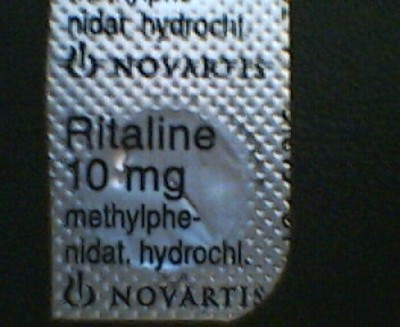 nidat. hydrochl.
NOVARTIS
Ritaline
10 mg
methylphe-
nidat. hydrochl.
NOVARTIS